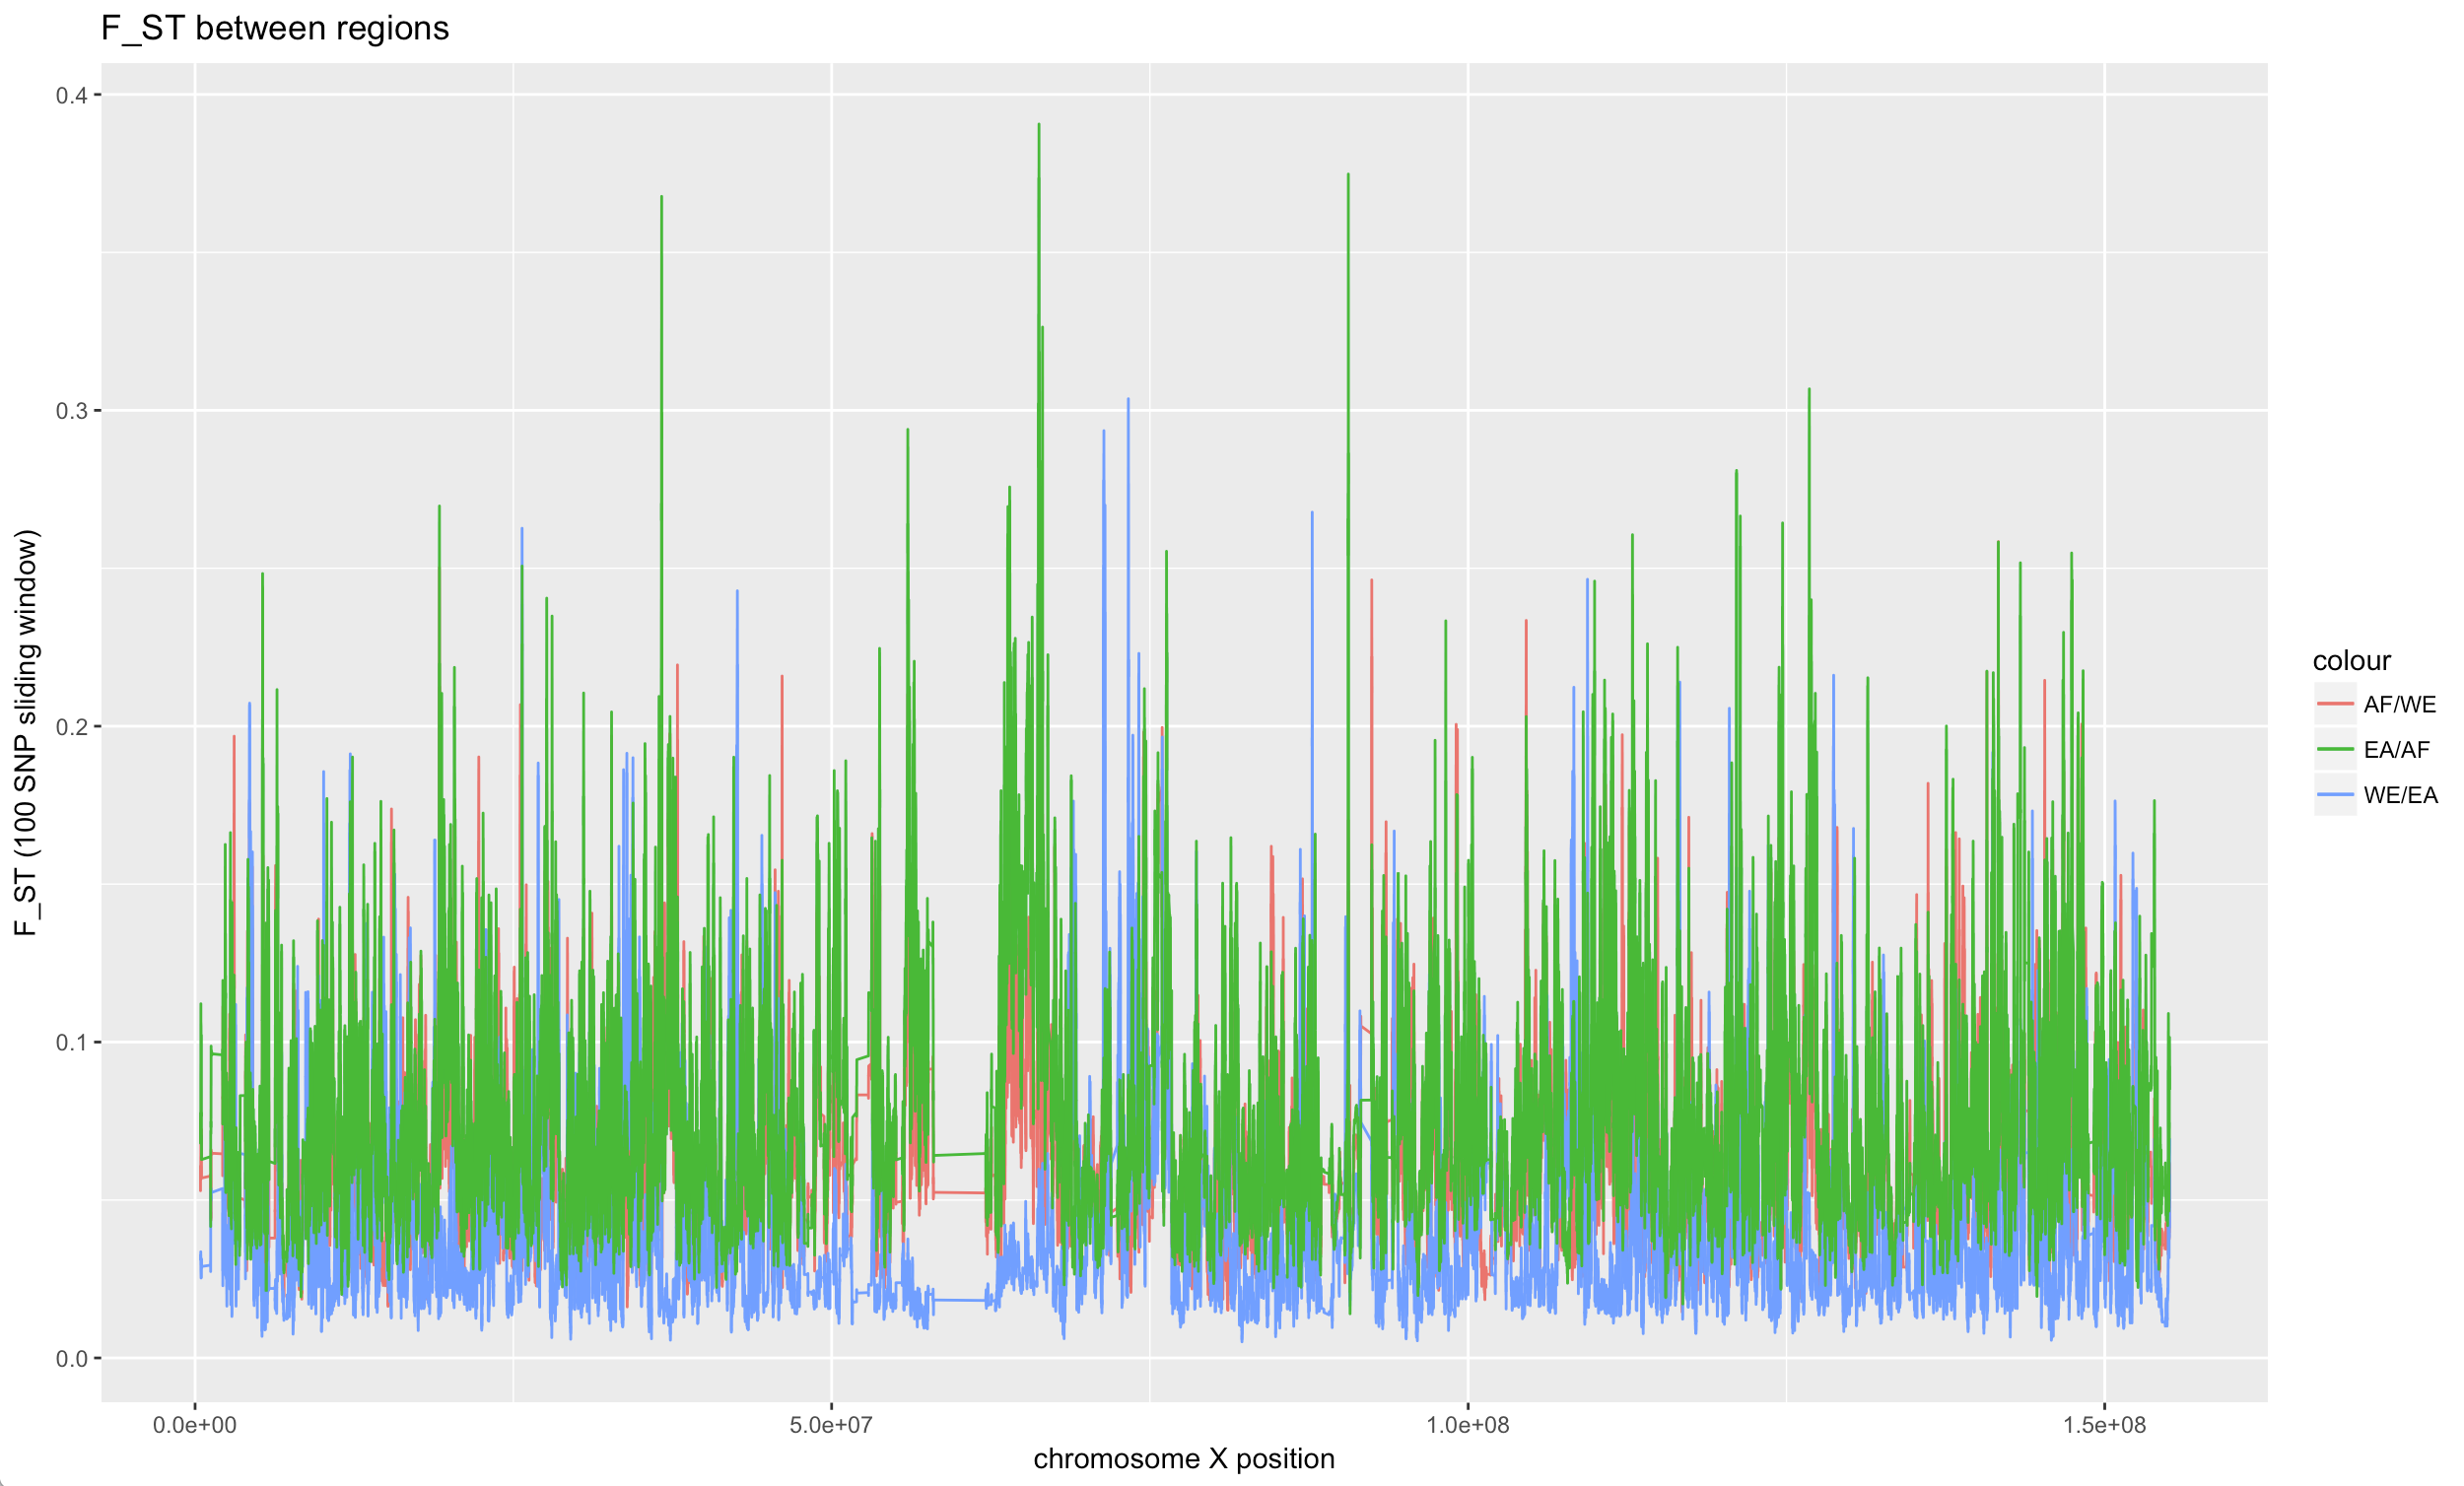 F_ST between regions
F_ST (100 SNP sliding window)
0.4
0.3
0.2
0.1
0.0
0.0e+00
5.0e+07
1.0e+08
1.5e+08
chromosome X position
colour
AF/WE
EA/AF
WE/EA